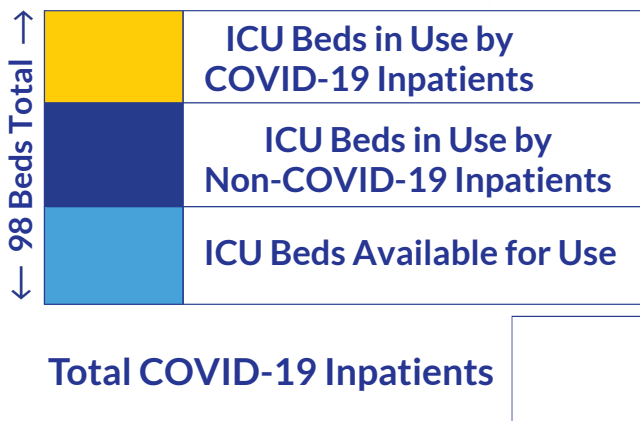 ← 98 Beds Total →
ICU Beds in Use by
COVID-19 Inpatients
ICU Beds in Use by
Non-COVID-19 Inpatients
ICU Beds Available for Use
Total COVID-19 Inpatients